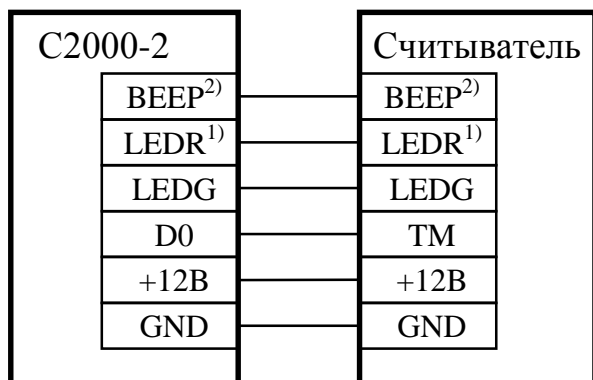 С2000-2 Считыватель
BEEP2) BEEP2)
LEDR1) LEDR1)
LEDG LEDG
D0 TM
+12В +12В
GND GND